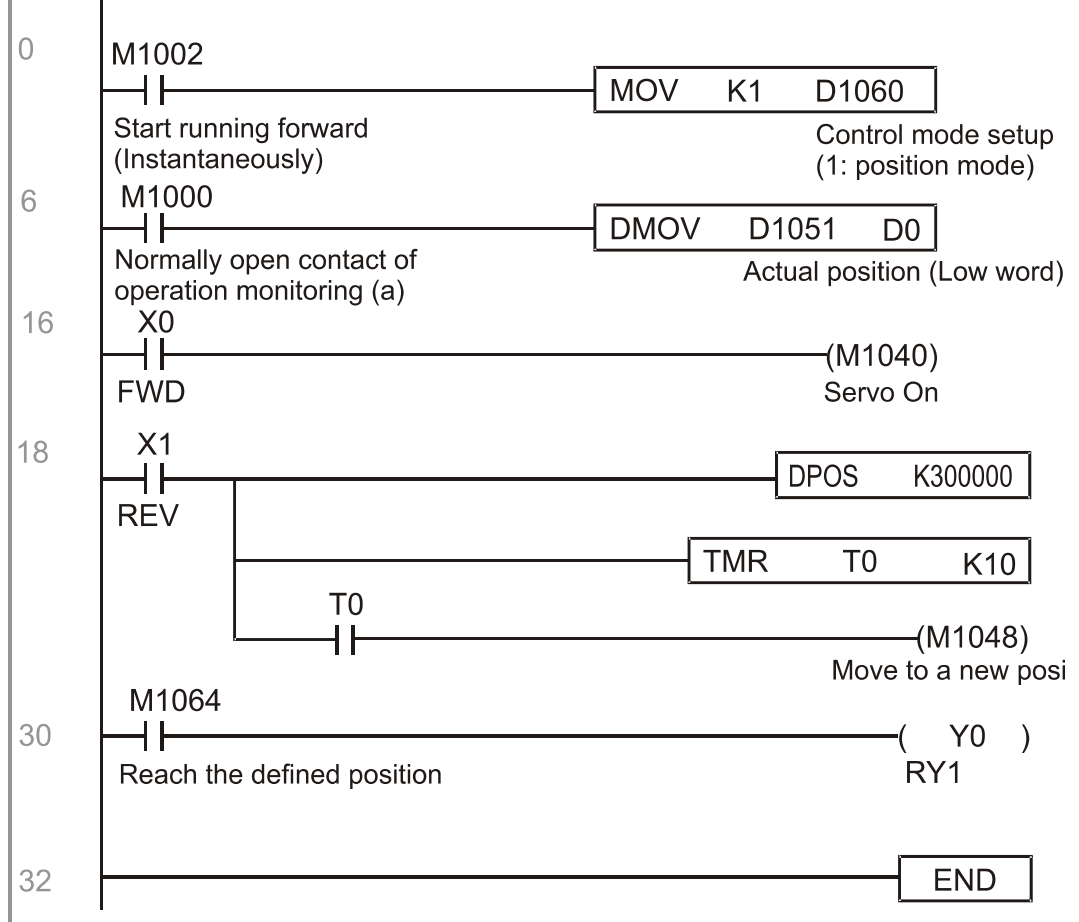 0
M1002
MOV K1 D1060
Start running forward
(Instantaneously)
Control mode setup
(1: position mode)
6
M1000
DMOV D1051 D0
Normally open contact of
operation monitoring (a)
Actual position (Low word)
16
X0
(M1040)
FWD
Servo On
18
X1
DPOS K300000
REV
TMR T0 K10
T0
(M1048)
Move to a new posi
M1064
30
( Y0 )
Reach the defined position
RY1
32
END